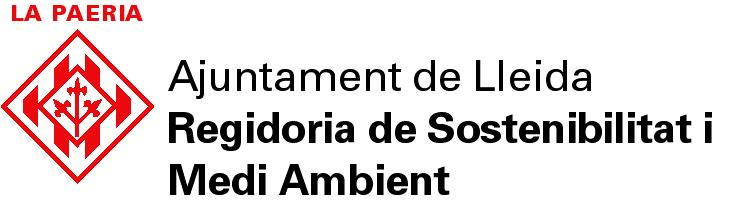 LA PAERIA
Ajuntament de Lleida
Regidoria de Sostenibilitat i
Medi Ambient